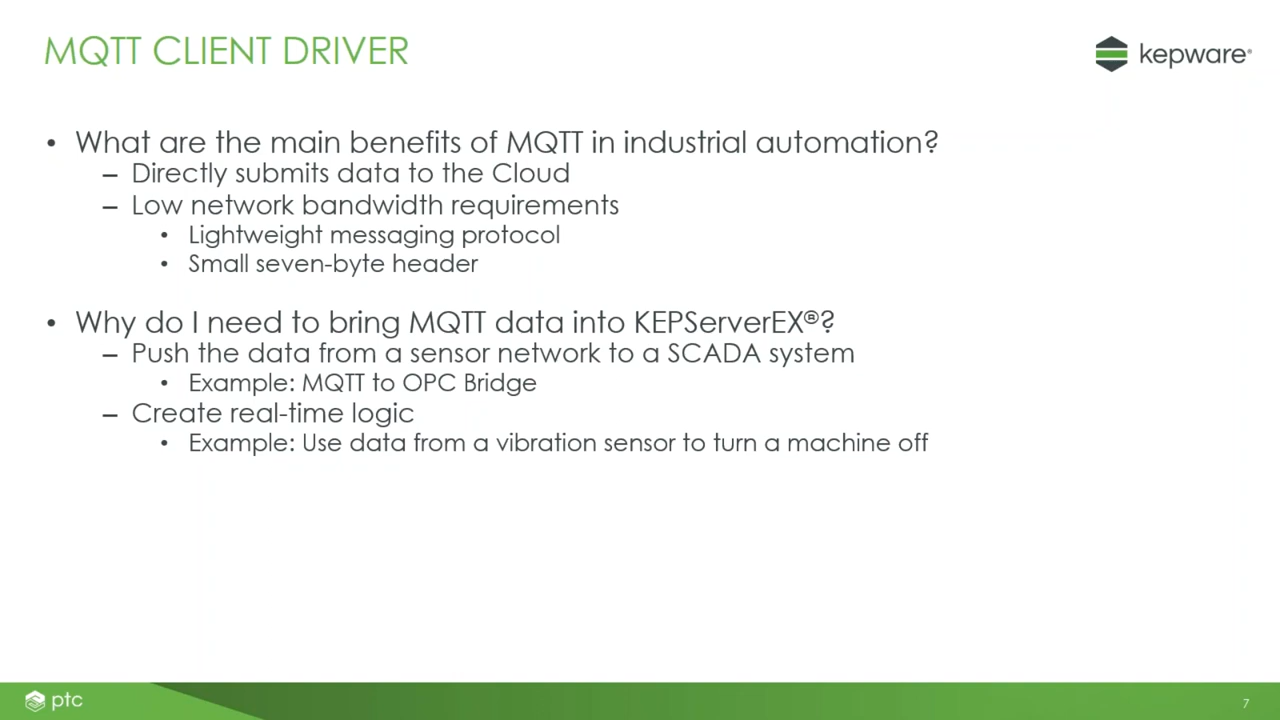 MQTT CLIENT DRIVER
kepware®
• What are the main benefits of MQTT in industrial automation?
– Directly submits data to the Cloud
– Low network bandwidth requirements
• Lightweight messaging protocol
• Small seven-byte header
• Why do I need to bring MQTT data into KEPServerEX®?
– Push the data from a sensor network to a SCADA system
• Example: MQTT to OPC Bridge
– Create real-time logic
• Example: Use data from a vibration sensor to turn a machine off
ptc
7